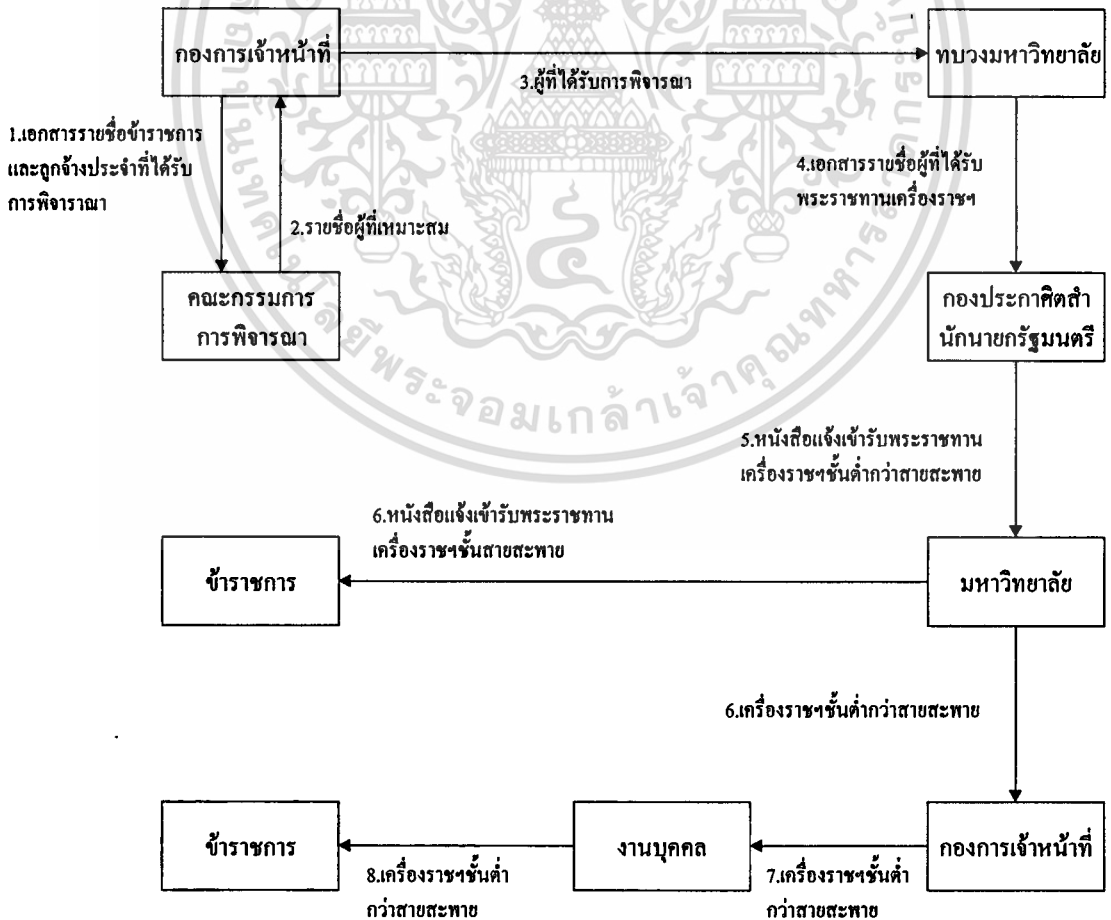 กองการเจ้าหน้าที่
ทบวงมหาวิทยาลัย
3.ผู้ที่ได้รับการพิจารณา
1.เอกสารรายชื่อข้าราชการ
และลูกจ้างประจำที่ได้รับ
การพิจาราณา
4.เอกสารรายชื่อผู้ที่ได้รับ
พระราชทานเครื่องราชฯ
2.รายชื่อผู้ที่เหมาะสม
คณะกรรมการ
การพิจารณา
กองประกาศิตสำ
นักนายกรัฐมนตรี
พระจอมเกล้าเจ้าคุณทหาร
5.หนังสือแจ้งเข้ารับพระราชทาน
เครื่องราชฯชั้นต่ำกว่าสายสะพาย
6.หนังสือแจ้งเข้ารับพระราชทาน
เครื่องราชฯชั้นสายสะพาย
ข้าราชการ
มหาวิทยาลัย
6.เครื่องราชฯชั้นต่ำกว่าสายสะพาย
ข้าราชการ
งานบุคคล
กองการเจ้าหน้าที่
8.เครื่องราชฯชั้นต่ำ
กว่าสายสะพาย
7.เครื่องราชฯชั้นต่ำ
กว่าสายสะพาย